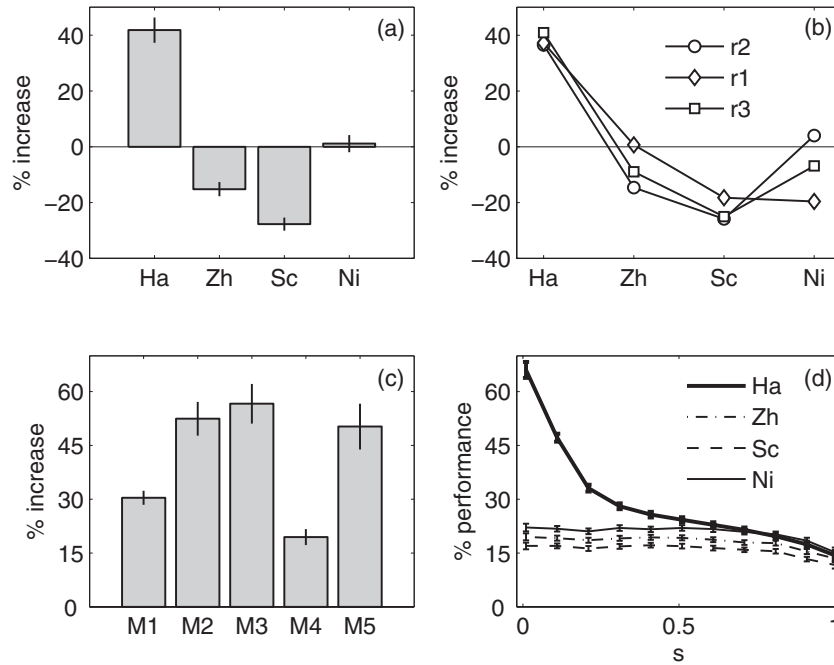 (a)
% increase
40
20
0
−20
−40
Ha Zh Sc Ni
(b)
% increase
40
20
0
−20
−40
r2
r1
r3
Ha Zh Sc Ni
(c)
% increase
60
45
30
15
0
M1 M2 M3 M4 M5
(d)
% performance
60
45
30
15
0
Ha
Zh
Sc
Ni
0 0.5 1
s